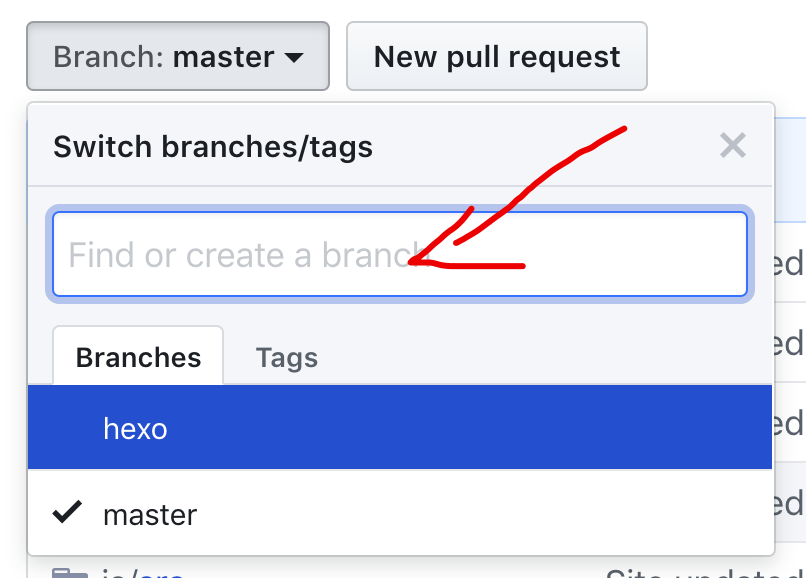 Branch: master
New pull request
Switch branches/tags
Find or create a branch
Branches
Tags
hexo
master